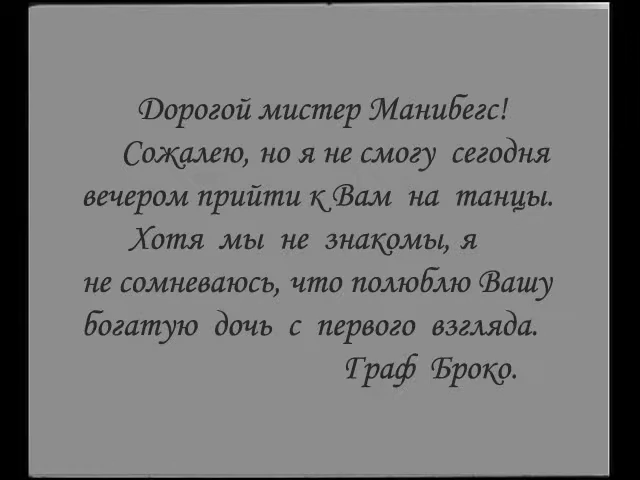 Дорогой мистер Манибегс!
Сожалею, но я не смогу сегодня
вечером прийти к Вам на танцы.
Хотя мы не знакомы, я
не сомневаюсь, что полюблю Вашу
богатую дочь с первого взгляда.
Граф Броко.